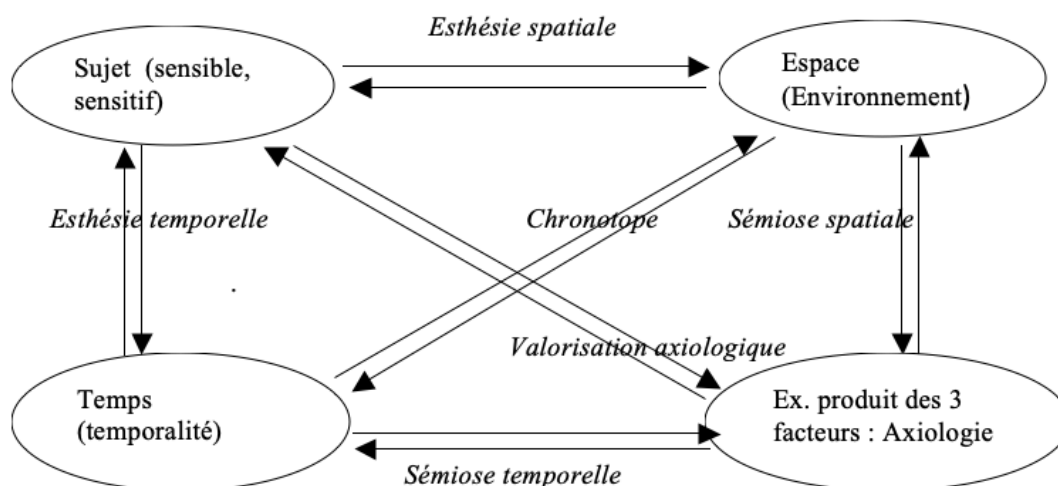 Esthésie spatiale
Sujet (sensible,
sensitif)
Espace
(Environnement)
Esthésie temporelle
Chronotope
Sémiose spatiale
Valorisation axiologique
Temps
(temporalité)
Ex. produit des 3
facteurs : Axiologie
Sémiose temporelle